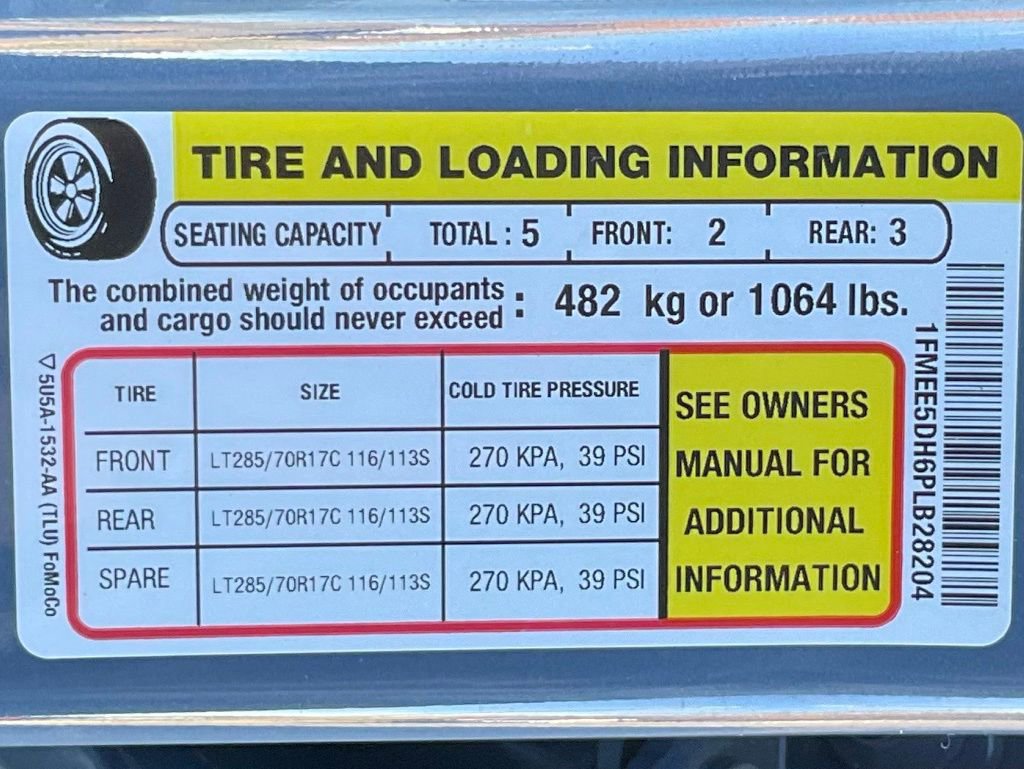 TIRE AND LOADING INFORMATION
SEATING CAPACITY TOTAL : 5 FRONT: 2 REAR: 3
The combined weight of occupants
and cargo should never exceed : 482 kg or 1064 lbs.
TIRE SIZE COLD TIRE PRESSURE
FRONT LT285/70R17C 116/113S 270 KPA, 39 PSI
REAR LT285/70R17C 116/113S 270 KPA, 39 PSI
SPARE LT285/70R17C 116/113S 270 KPA, 39 PSI
SEE OWNERS
MANUAL FOR
ADDITIONAL
INFORMATION
5U5A-1532-AA (TLU) FoMoCo
1FMEE5DH6PLB28204